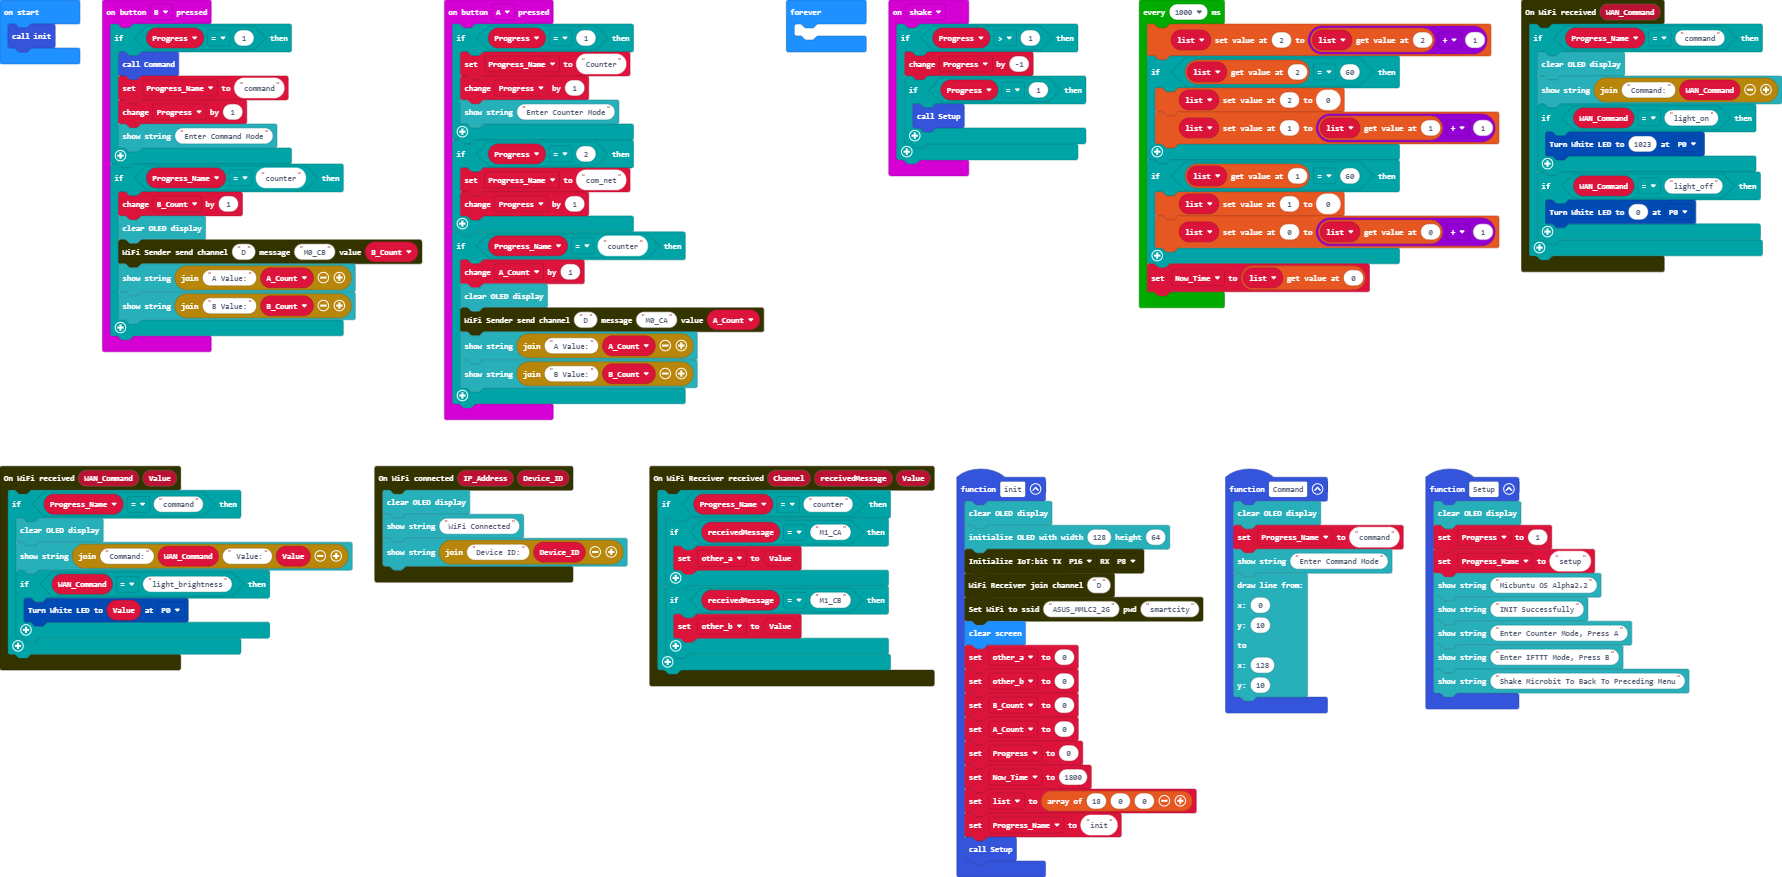 on start
call init
on button B pressed
if Progress = 1 then
call Command
set Progress_Name to "command"
change Progress by 1
show string "Enter Command Mode"
if Progress_Name = "counter" then
change B_Count by 1
clear OLED display
WiFi Sender send channel "D" message "M0_CB" value B_Count
show string join "A Value:" A_Count
show string join "B Value:" B_Count
on button A pressed
if Progress = 1 then
set Progress_Name to "Counter"
change Progress by 1
show string "Enter Counter Mode"
if Progress = 2 then
set Progress_Name to "com_net"
change Progress by 1
if Progress_Name = "counter" then
change A_Count by 1
clear OLED display
WiFi Sender send channel "D" message "M0_CA" value A_Count
show string join "A Value:" A_Count
show string join "B Value:" B_Count
forever
on shake
if Progress > 1 then
change Progress by -1
if Progress = 1 then
call Setup
every 1000 ms
list set value at 2 to list get value at 2 + 1
if list get value at 2 = 60 then
list set value at 2 to 0
list set value at 1 to list get value at 1 + 1
if list get value at 1 = 60 then
list set value at 1 to 0
list set value at 0 to list get value at 0 + 1
set Now_Time to list get value at 0
On WiFi received WAN_Command
if Progress_Name = "command" then
clear OLED display
show string join "Command:" WAN_Command
if WAN_Command = "light_on" then
Turn White LED to 1023 at P0
if WAN_Command = "light_off" then
Turn White LED to 0 at P0
On WiFi received WAN_Command Value
if Progress_Name = "command" then
clear OLED display
show string join "Command:" WAN_Command " Value:" Value
if WAN_Command = "light_brightness" then
Turn White LED to Value at P0
On WiFi connected IP_Address Device_ID
clear OLED display
show string "WiFi Connected"
show string join "Device ID:" Device_ID
On WiFi Receiver received Channel receivedMessage Value
if Progress_Name = "counter" then
if receivedMessage = "M1_CA" then
set other_a to Value
if receivedMessage = "M1_CB" then
set other_b to Value
function init
clear OLED display
initialize OLED with width 128 height 64
Initialize IoT:bit TX P16 RX P8
WiFi Receiver join channel "D"
Set WiFi to ssid "ASUS_MMLC2_2G" pwd "smartcity"
clear screen
set other_a to 0
set other_b to 0
set B_Count to 0
set A_Count to 0
set Progress to 0
set Now_Time to 1800
set list to array of 18 0 0
set Progress_Name to "init"
call Setup
function Command
clear OLED display
set Progress_Name to "command"
show string "Enter Command Mode"
draw line from:
x: 0
y: 10
to
x: 128
y: 10
function Setup
clear OLED display
set Progress to 1
set Progress_Name to "setup"
show string "Micbuntu OS Alpha2.2"
show string "INIT Successfully"
show string "Enter Counter Mode, Press A"
show string "Enter IFTTT Mode, Press B"
show string "Shake Microbit To Back To Preceding Menu"